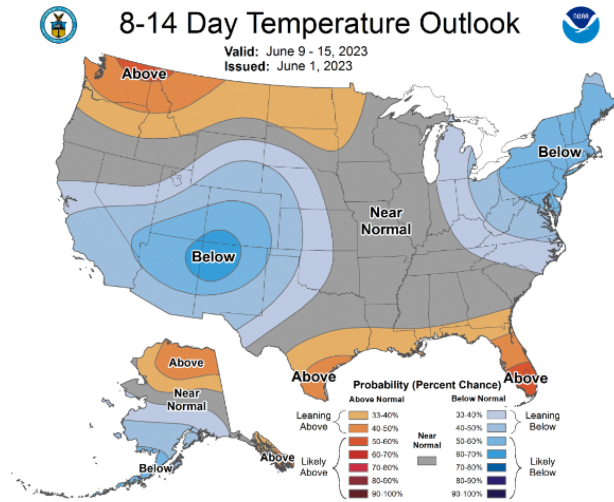 8-14 Day Temperature Outlook
Valid: June 9 - 15, 2023
Issued: June 1, 2023
NOAA
Above
Below
Near
Normal
Below
Above
Above
Above
Near
Normal
Below
Above
Probability (Percent Chance)
Above Normal
Below Normal
Leaning
Above
33-40%
40-50%
Likely
Above
50-60%
60-70%
70-80%
80-90%
90-100%
Near
Normal
33-40%
40-50%
Leaning
Below
50-60%
60-70%
70-80%
80-90%
90-100%
Likely
Below